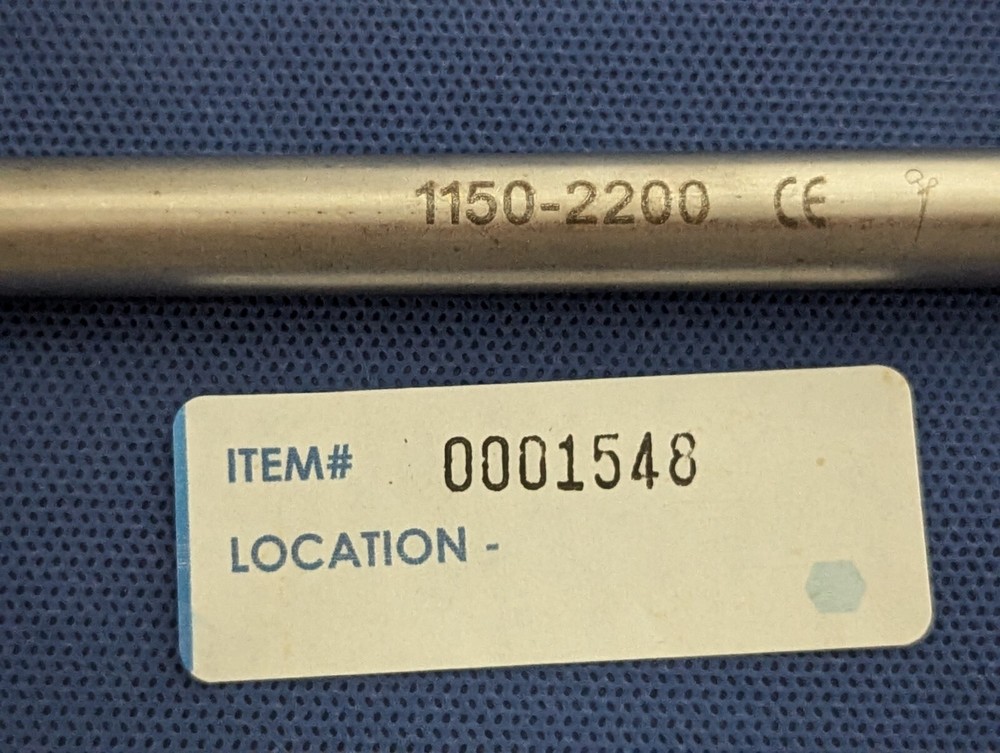 1150-2200 CE
ITEM# 0001548
LOCATION -